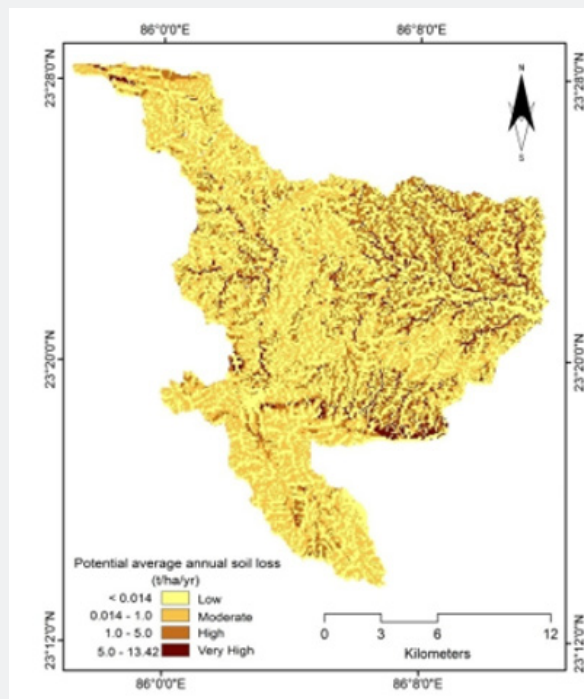 86°0'0"E 86°8'0"E
23°28'0"N 23°28'0"N
N
S
23°20'0"N 23°20'0"N
Potential average annual soil loss
(t/ha/yr)
< 0.014 Low
0.014 - 1.0 Moderate
1.0 - 5.0 High
5.0 - 13.42 Very High
0 3 6 12
Kilometers
23°12'0"N 23°12'0"N
86°0'0"E 86°8'0"E